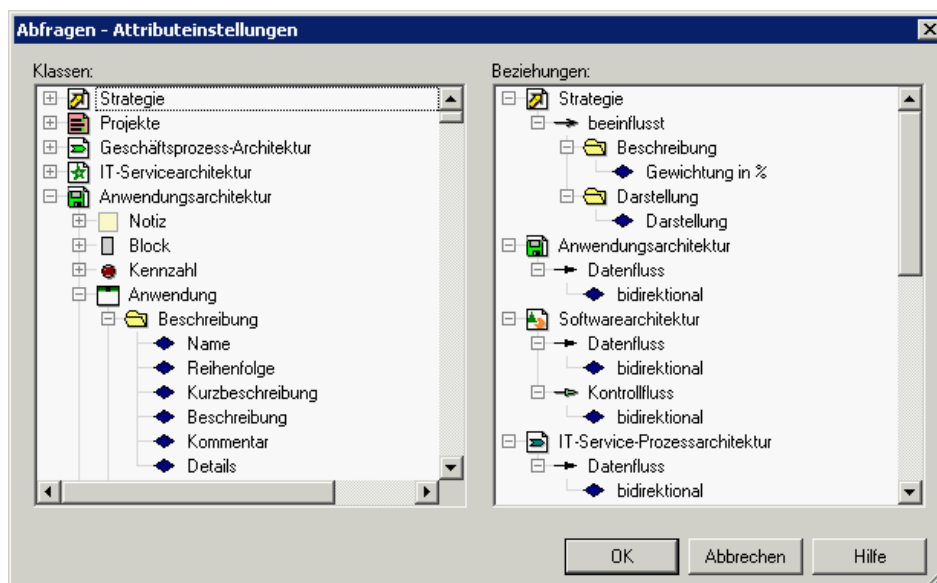 Abfragen - Attributeinstellungen
Klassen:
Strategie
Projekte
Geschäftsprozess-Architektur
IT-Servicearchitektur
Anwendungsarchitektur
Notiz
Block
Kennzahl
Anwendung
Beschreibung
Name
Reihenfolge
Kurzbeschreibung
Beschreibung
Kommentar
Details
Beziehungen:
Strategie
beeinflusst
Beschreibung
Gewichtung in %
Darstellung
Darstellung
Anwendungsarchitektur
Datenfluss
bidirektional
Softwarearchitektur
Datenfluss
bidirektional
Kontrollfluss
bidirektional
IT-Service-Prozessarchitektur
Datenfluss
bidirektional
OK
Abbrechen
Hilfe